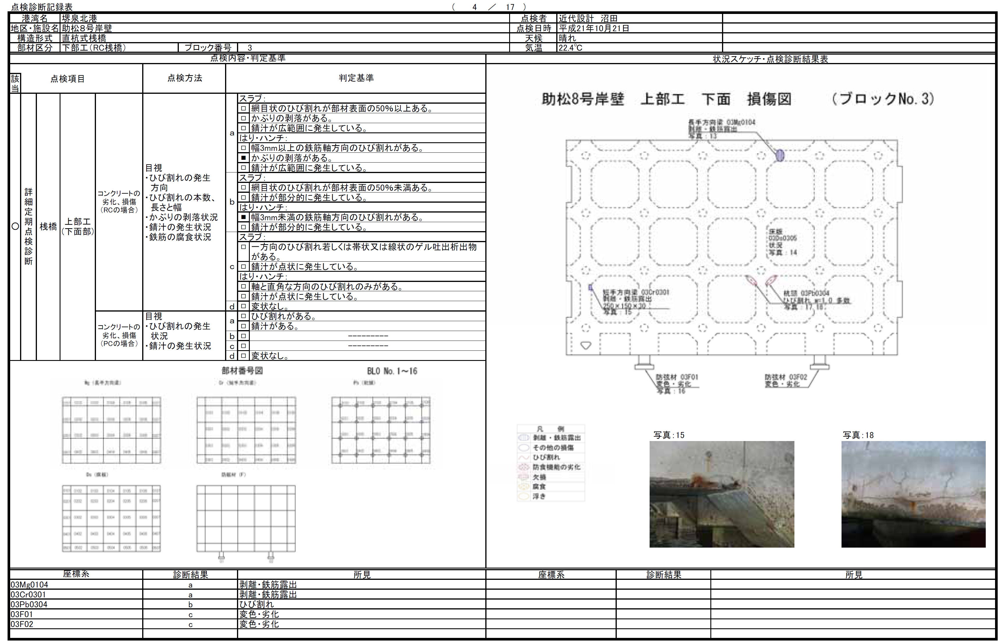 点検診断記録表
（　4　／　17　）
港湾名　堺泉北港　点検者　近代設計　沼田
地区・施設名　助松８号岸壁　点検日時　平成21年10月21日
構造形式　直杭式桟橋　天候　晴れ
部材区分　下部工（RC桟橋）　ブロック番号　3　気温　22.4℃
点検内容・判定基準
該当　点検項目　点検方法　判定基準
○
詳細定期点検診断
桟橋
上部工
（下面部）
コンクリートの
劣化、損傷
（RCの場合）
目視
・ひび割れの発生
方向
・ひび割れの本数、
長さと幅
・かぶりの剥落状況
・錆汁の発生状況
・鉄筋の腐食状況
a
スラブ：
□ 網目状のひび割れが部材表面の50％以上ある。
□ かぶりの剥落がある。
□ 錆汁が広範囲に発生している。
はり・ハンチ：
□ 幅3mm以上の鉄筋軸方向のひび割れがある。
■ かぶりの剥落がある。
□ 錆汁が広範囲に発生している。
b
スラブ：
□ 網目状のひび割れが部材表面の50％未満ある。
□ 錆汁が部分的に発生している。
はり・ハンチ：
■ 幅3mm未満の鉄筋軸方向のひび割れがある。
□ 錆汁が部分的に発生している。
c
スラブ：
□ 一方向のひび割れ若しくは帯状又は線状のゲル吐出析出物
がある。
□ 錆汁が点状に発生している。
はり・ハンチ：
□ 軸と直角な方向のひび割れのみがある。
□ 錆汁が点状に発生している。
d □ 変状なし。
コンクリートの
劣化、損傷
（PCの場合）
目視
・ひび割れの発生
状況
・錆汁の発生状況
a
□ ひび割れがある。
□ 錆汁がある。
b □ ---------
c □ ---------
d □ 変状なし。
部材番号図　BLO No.1～16
Mg（長手方向梁）　Cr（短手方向梁）　Pb（杭頭）
Ds（床板）　防舷材（F）
01　02
状況スケッチ・点検診断結果表
助松8号岸壁　上部工　下面　損傷図　（ブロックNo.3）
長手方向梁 03Mg0104
剥離・鉄筋露出
写真：13
床版
03Ds0305
状況
写真：14
短手方向梁 03Cr0301
剥離・鉄筋露出
250×150×30
写真：15
杭頭 03Pb0304
ひび割れ w=1.0 多数
写真：17,18
防弦材 03F01
変色・劣化
写真：16
防弦材 03F02
変色・劣化
凡　例
剥離・鉄筋露出
その他の損傷
ひび割れ
防食機能の劣化
欠損
腐食
浮き
写真：15
写真：18
座標系　診断結果　所見　座標系　診断結果　所見
03Mg0104　a　剥離・鉄筋露出
03Cr0301　a　剥離・鉄筋露出
03Pb0304　b　ひび割れ
03F01　c　変色・劣化
03F02　c　変色・劣化